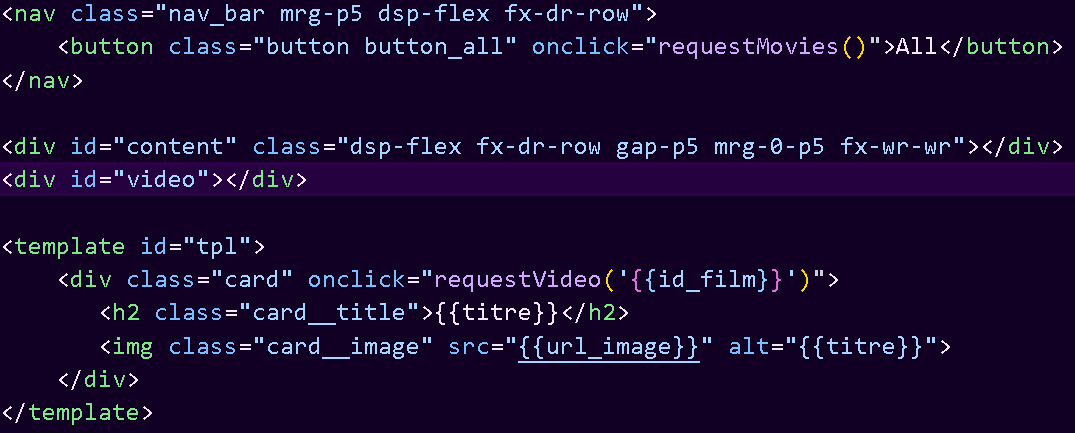 <nav class="nav_bar mrg-p5 dsp-flex fx-dr-row">
    <button class="button button_all" onclick="requestMovies()">All</button>
</nav>

<div id="content" class="dsp-flex fx-dr-row gap-p5 mrg-0-p5 fx-wr-wr"></div>
<div id="video"></div>

<template id="tpl">
    <div class="card" onclick="requestVideo('{{id_film}}')">
       <h2 class="card__title">{{titre}}</h2>
       <img class="card__image" src="{{url_image}}" alt="{{titre}}">
    </div>
</template>